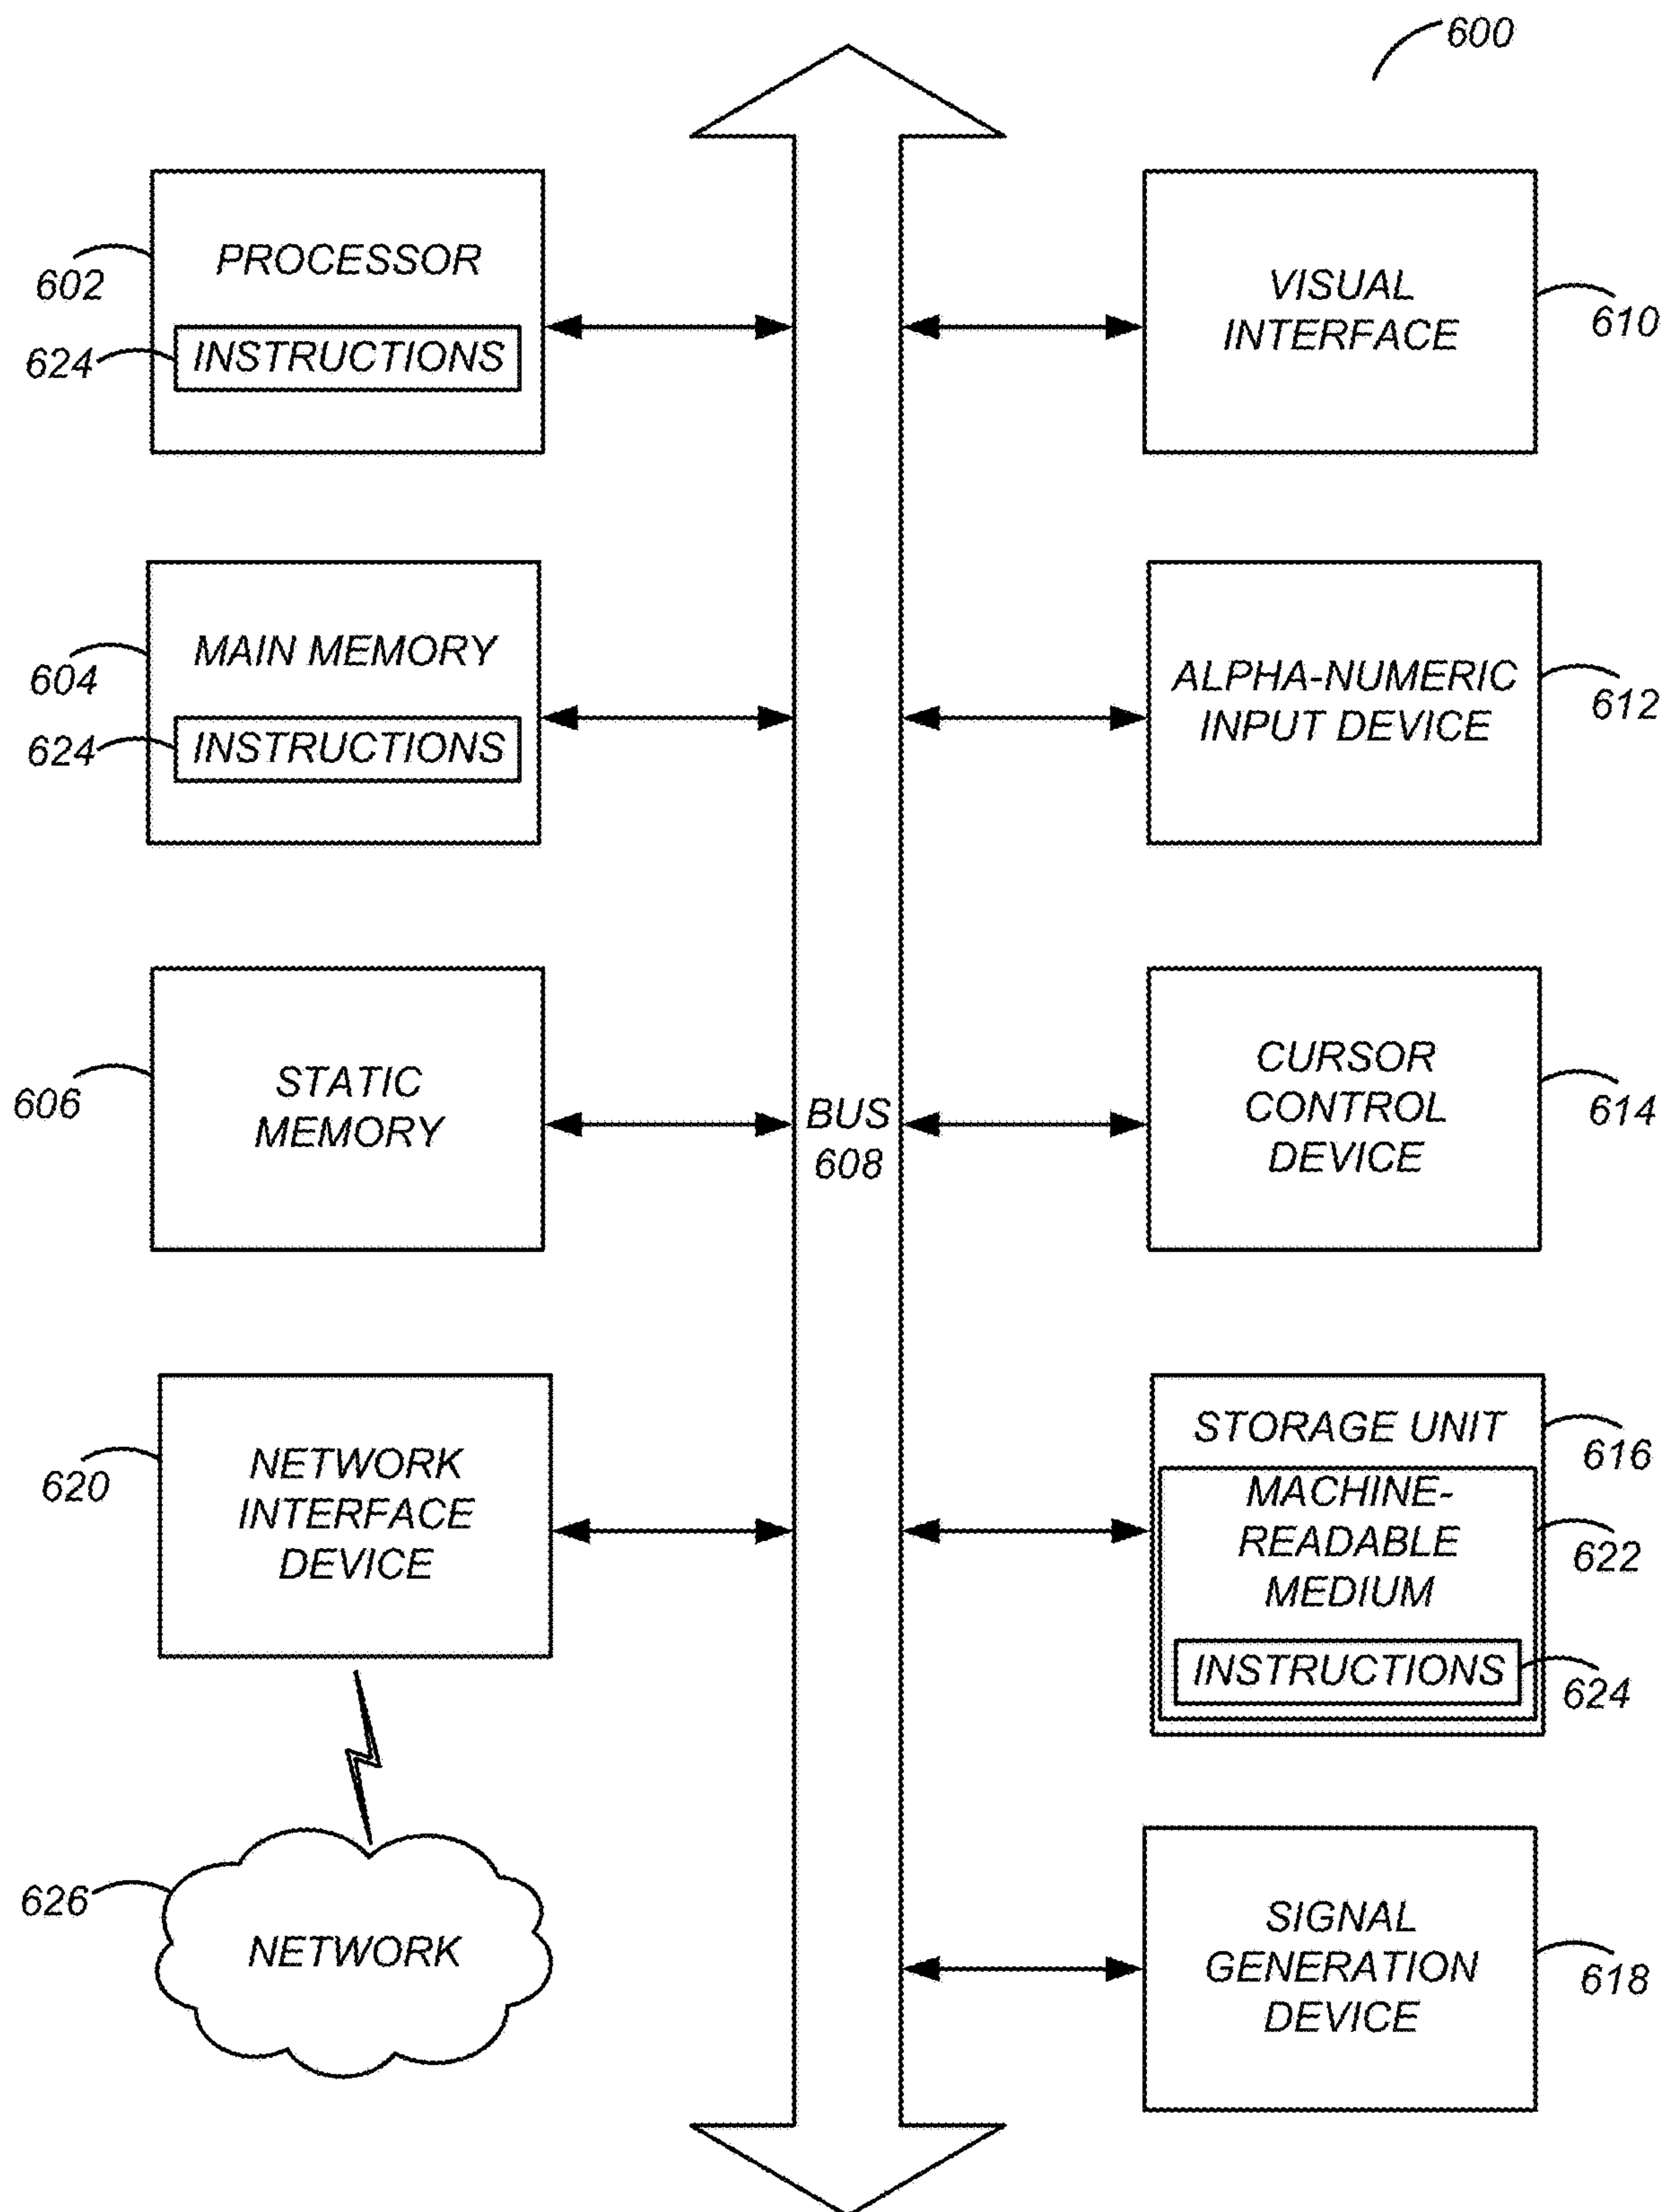 600
PROCESSOR
602
INSTRUCTIONS
624
VISUAL
INTERFACE
610
MAIN MEMORY
604
INSTRUCTIONS
624
ALPHA-NUMERIC
INPUT DEVICE
612
STATIC
MEMORY
606
BUS
608
CURSOR
CONTROL
DEVICE
614
NETWORK
INTERFACE
DEVICE
620
STORAGE UNIT
616
MACHINE-
READABLE
MEDIUM
622
INSTRUCTIONS
624
626
NETWORK
SIGNAL
GENERATION
DEVICE
618